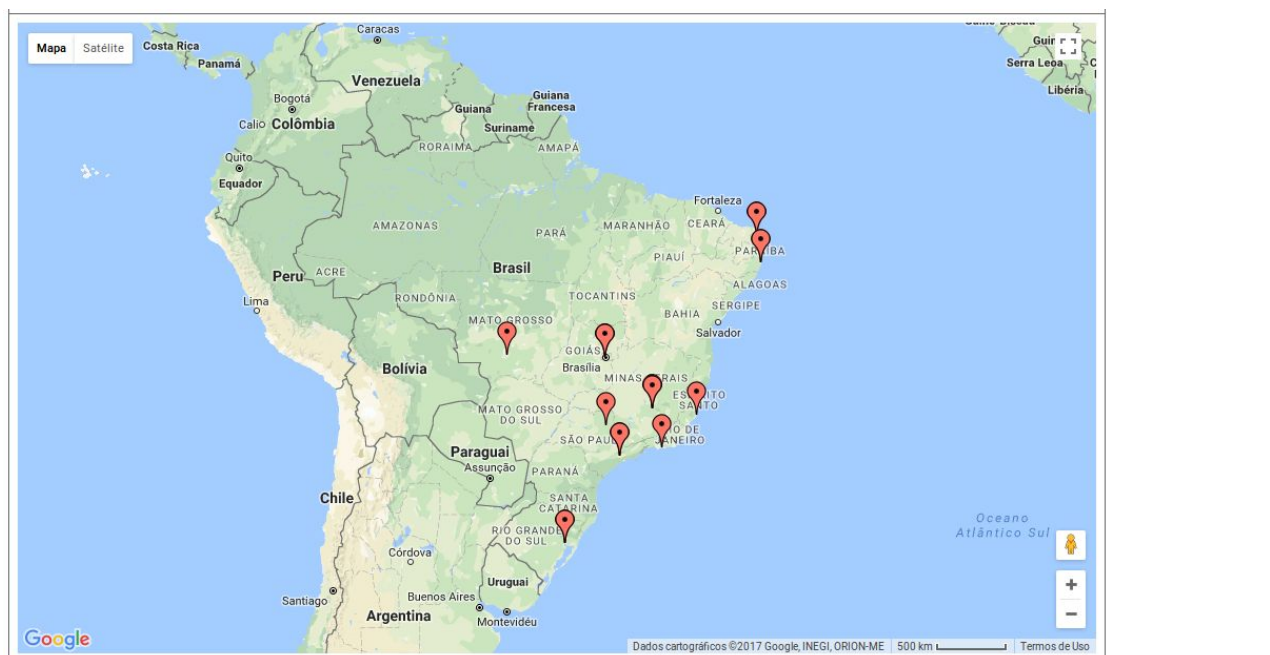 Mapa
Satélite
Costa Rica
Panamá
Caracas
Venezuela
Guiana
Guiana
Francesa
Suriname
Bogotá
Cali
Colômbia
RORAIMA
AMAPÁ
Quito
Equador
Serra Leoa
Libéria
Fortaleza
AMAZONAS
PARÁ
MARANHÃO
CEARÁ
PIAUÍ
Brasil
Peru
ACRE
ALAGOAS
Lima
RONDÔNIA
TOCANTINS
SERGIPE
BAHIA
MATO GROSSO
Salvador
GOIÁS
Brasília
Bolívia
MINAS GERAIS
ESPÍRITO
SANTO
MATO GROSSO
DO SUL
SÃO PAULO
RIO DE
JANEIRO
Paraguai
Assunção
PARANÁ
Chile
SANTA
CATARINA
RIO GRANDE
DO SUL
Oceano
Atlântico Sul
Córdova
Uruguai
Santiago
Buenos Aires
Argentina
Montevidéu
Google
Dados cartográficos ©2017 Google, INEGI, ORION-ME
500 km
Termos de Uso